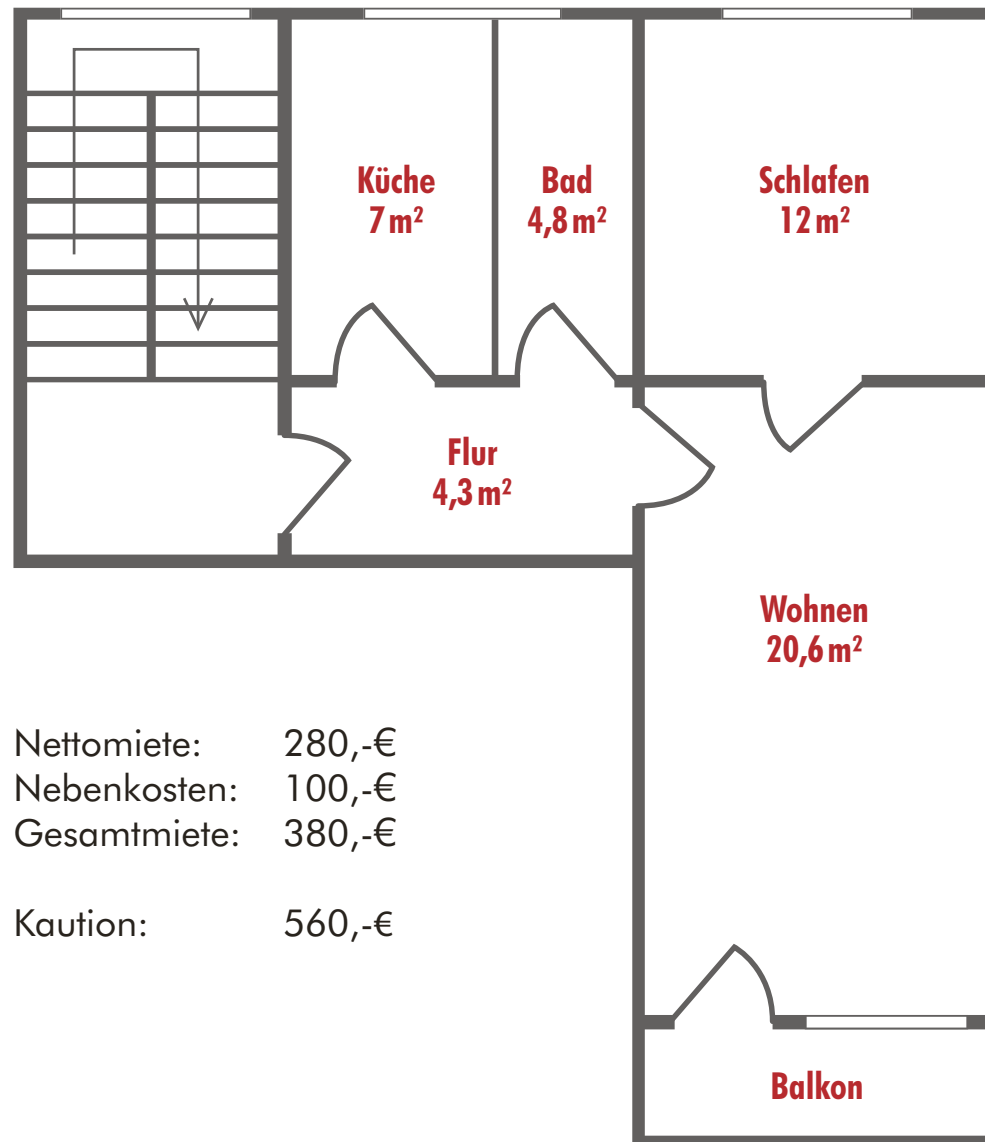 Küche
7 m²
Bad
4,8 m²
Schlafen
12 m²
Flur
4,3 m²
Wohnen
20,6 m²
Nettomiete: 280,-€
Nebenkosten: 100,-€
Gesamtmiete: 380,-€
Kaution: 560,-€
Balkon